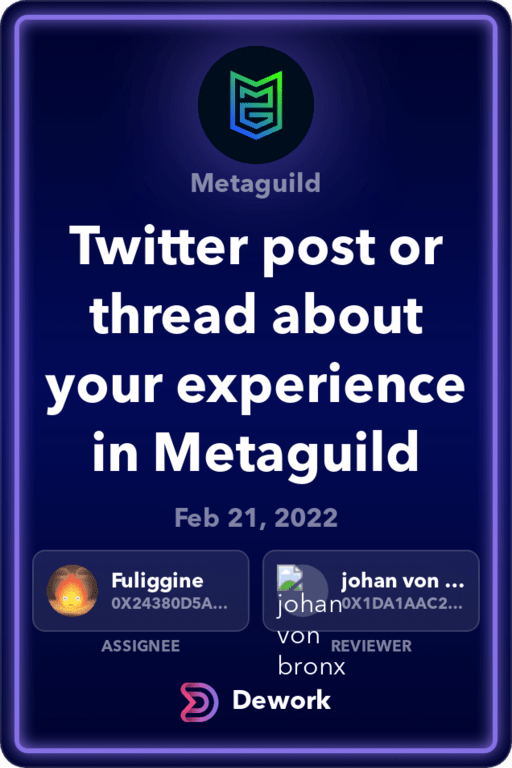 Metaguild
Twitter post or
thread about
your experience
in Metaguild
Feb 21, 2022
Fuliggine
0X24380D5A...
ASSIGNEE
johan von ...
0X1DA1AAC2...
johan
von
bronx
REVIEWER
Dework